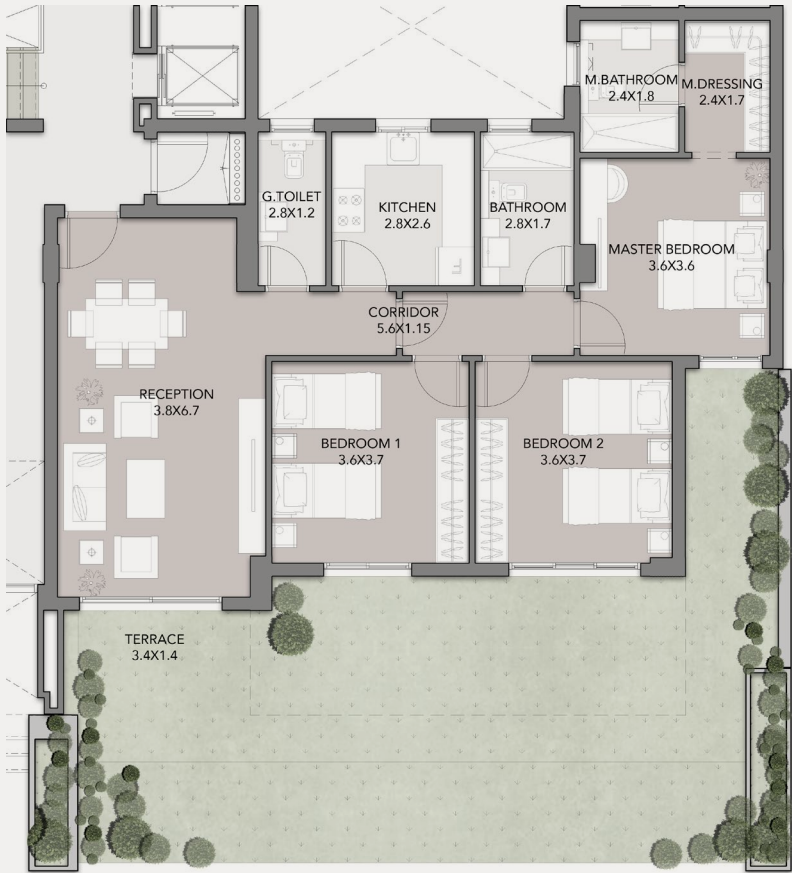 M.BATHROOM
2.4X1.8
M.DRESSING
2.4X1.7
G.TOILET
2.8X1.2
KITCHEN
2.8X2.6
BATHROOM
2.8X1.7
MASTER BEDROOM
3.6X3.6
CORRIDOR
5.6X1.15
RECEPTION
3.8X6.7
BEDROOM 1
3.6X3.7
BEDROOM 2
3.6X3.7
TERRACE
3.4X1.4